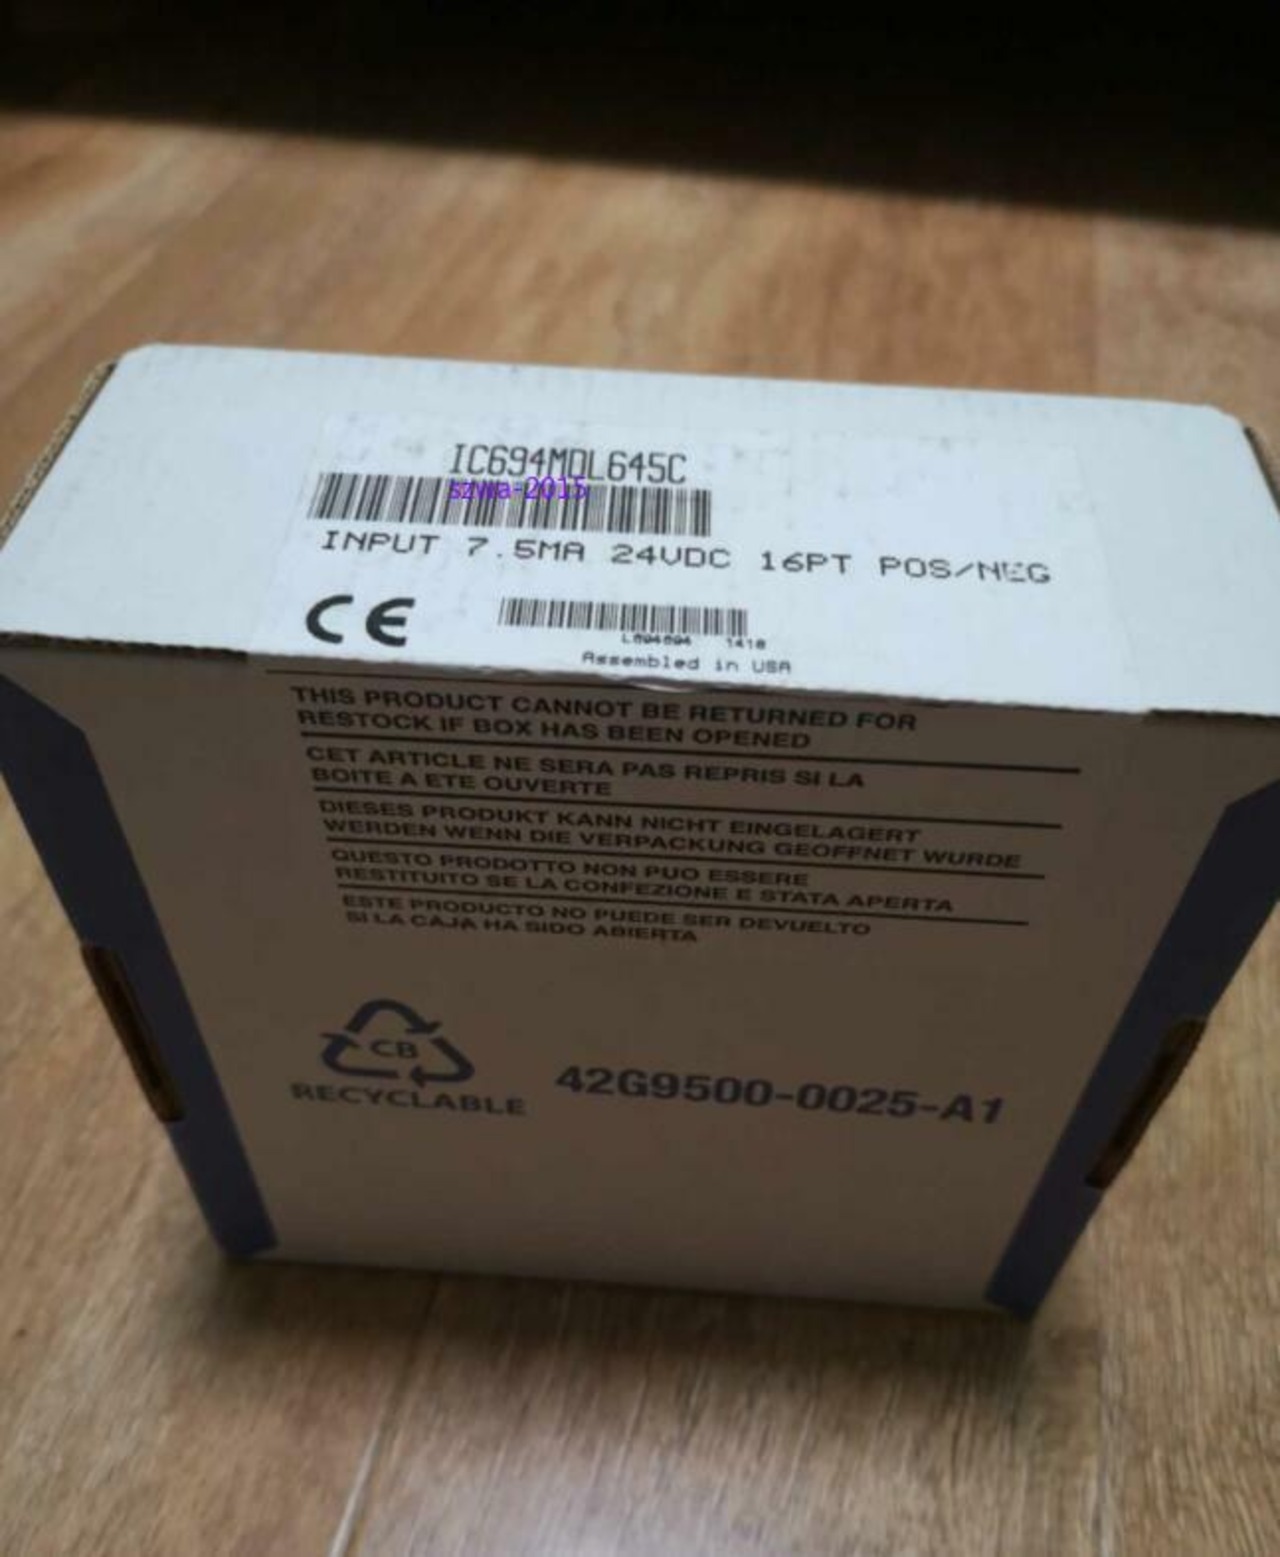 IC694MDL645C
szwa-2015
INPUT 7.5MA 24VDC 16PT POS/NEG
CE
L694694 1418
Assembled in USA
THIS PRODUCT CANNOT BE RETURNED FOR
RESTOCK IF BOX HAS BEEN OPENED
CET ARTICLE NE SERA PAS REPRIS SI LA
BOITE A ETE OUVERTE
DIESES PRODUKT KANN NICHT EINGELAGERT
WERDEN WENN DIE VERPACKUNG GEOFFNET WURDE
QUESTO PRODOTTO NON PUO ESSERE
RESTITUITO SE LA CONFEZIONE E STATA APERTA
ESTE PRODUCTO NO PUEDE SER DEVUELTO
SI LA CAJA HA SIDO ABIERTA
CB
RECYCLABLE
42G9500-0025-A1